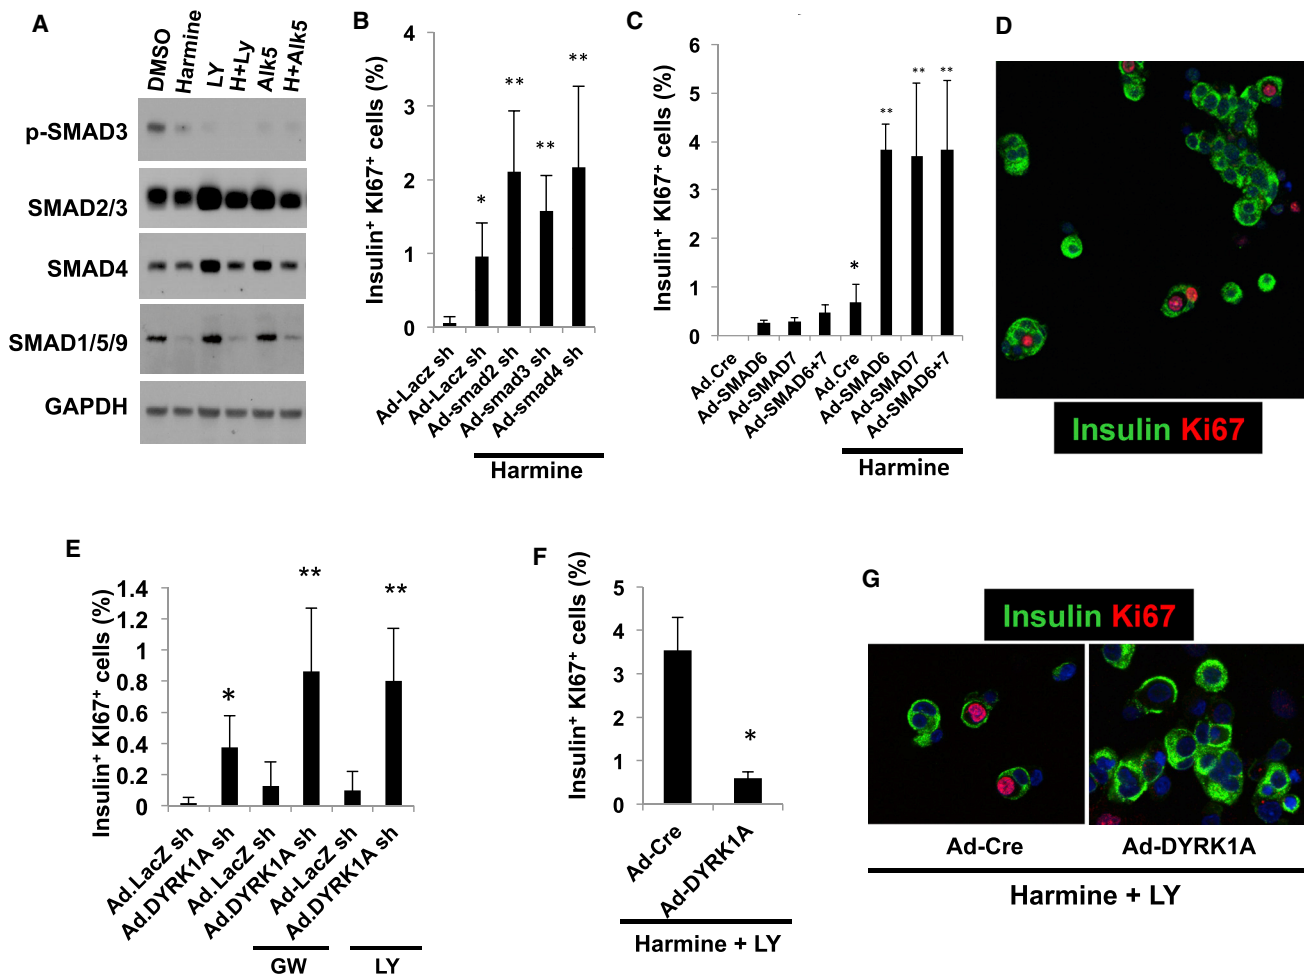 A
DMSO
Harmine
LY
H+Ly
Alk5
H+Alk5
p-SMAD3
SMAD2/3
SMAD4
SMAD1/5/9
GAPDH
B
Insulin⁺ KI67⁺ cells (%)
4
3
2
1
0
*
**
**
**
Ad-Lacz sh
Ad-Lacz sh
Ad-smad2 sh
Ad-smad3 sh
Ad-smad4 sh
Harmine
C
Insulin⁺ KI67⁺ cells (%)
6
5
4
3
2
1
0
*
**
**
**
Ad.Cre
Ad-SMAD6
Ad-SMAD7
Ad-SMAD6+7
Ad.Cre
Ad-SMAD6
Ad-SMAD7
Ad-SMAD6+7
Harmine
D
Insulin Ki67
E
Insulin⁺ KI67⁺ cells (%)
1.4
1.2
1
0.8
0.6
0.4
0.2
0
*
**
**
Ad.LacZ sh
Ad.DYRK1A sh
Ad.LacZ sh
Ad.DYRK1A sh
Ad-LacZ sh
Ad.DYRK1A sh
GW
LY
F
Insulin⁺ KI67⁺ cells (%)
5
4
3
2
1
0
*
Ad-Cre
Ad-DYRK1A
Harmine + LY
G
Insulin Ki67
Ad-Cre
Ad-DYRK1A
Harmine + LY